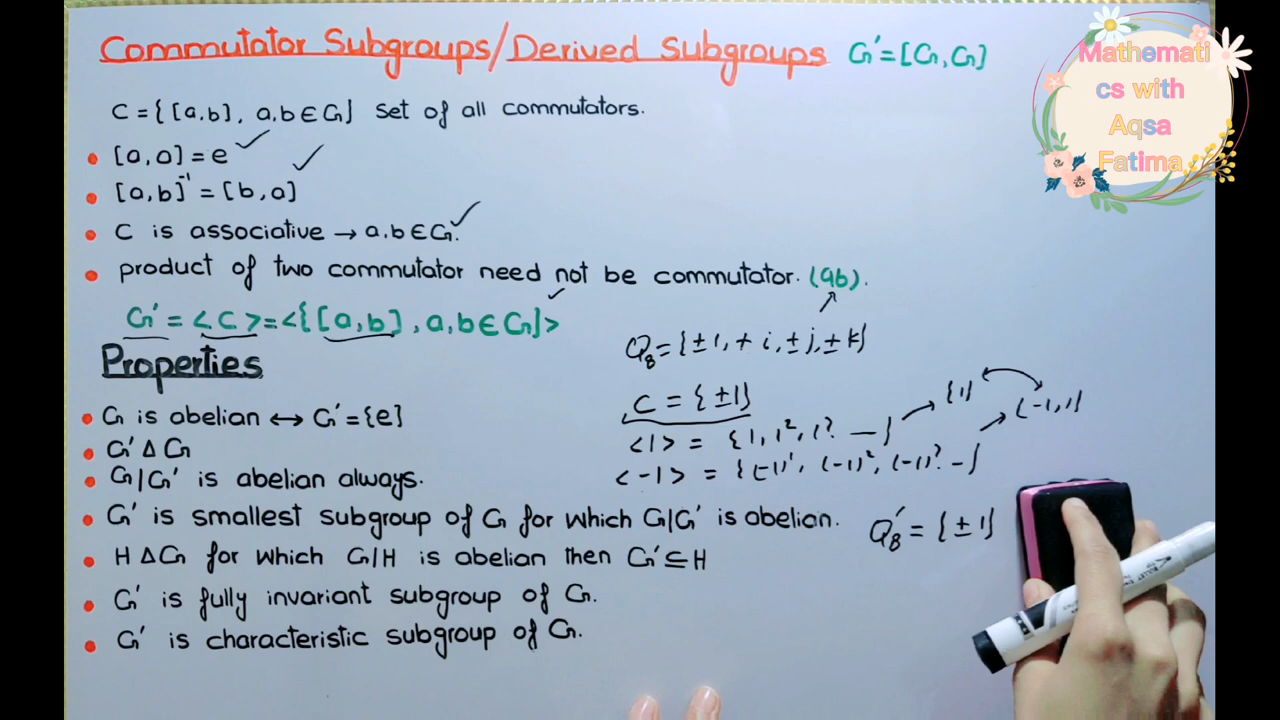 Commutator Subgroups/Derived Subgroups G'=[G,G]
Mathemati
cs with
Aqsa
Fatima
C={[a,b], a,b∈G} set of all commutators.
• [a,a]=e ✓
• [a,b]⁻¹=[b,a] ✓
• C is associative → a,b∈G. ✓
• product of two commutator need not be commutator. (ab).
G'=<C>=<{[a,b], a,b∈G}>
Q₈={±1,+i,±j,±k}
Properties
C={±1}
• G is abelian ↔ G'={e}
<1> = {1,1²,1³ —} → {1}
<-1> = {(-1)¹, (-1)², (-1)³ -} → {-1,1}
• G' Δ G
• G/G' is abelian always.
• G' is smallest subgroup of G for which G/G' is abelian.
Q₈'={±1}
• H Δ G for which G/H is abelian then G'⊆H
• G' is fully invariant subgroup of G.
• G' is characteristic subgroup of G.